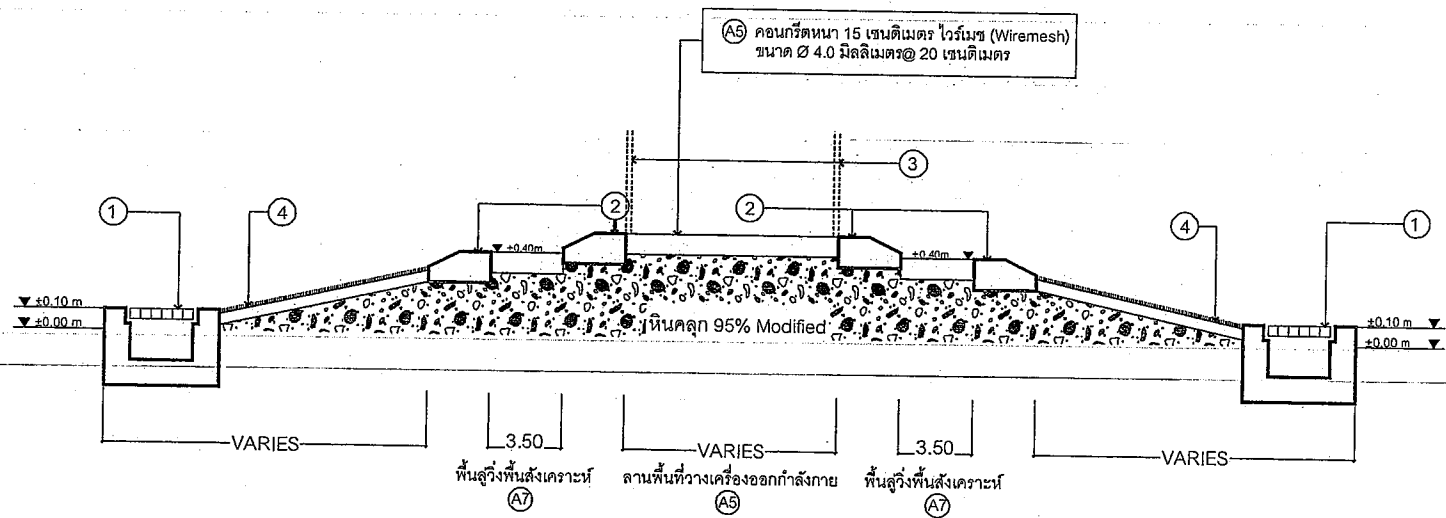 A5 คอนกรีตหนา 15 เซนติเมตร ไวร์เมช (Wiremesh)
ขนาด Ø 4.0 มิลลิเมตร@ 20 เซนติเมตร
3
1
4
2
2
4
1
+0.40m
+0.40m
±0.10 m
±0.00 m
หินคลุก 95% Modified
±0.10 m
±0.00 m
VARIES
3.50
VARIES
3.50
VARIES
พื้นลู่วิ่งพื้นสังเคราะห์
A7
ลานพื้นที่วางเครื่องออกกำลังกาย
A5
พื้นลู่วิ่งพื้นสังเคราะห์
A7